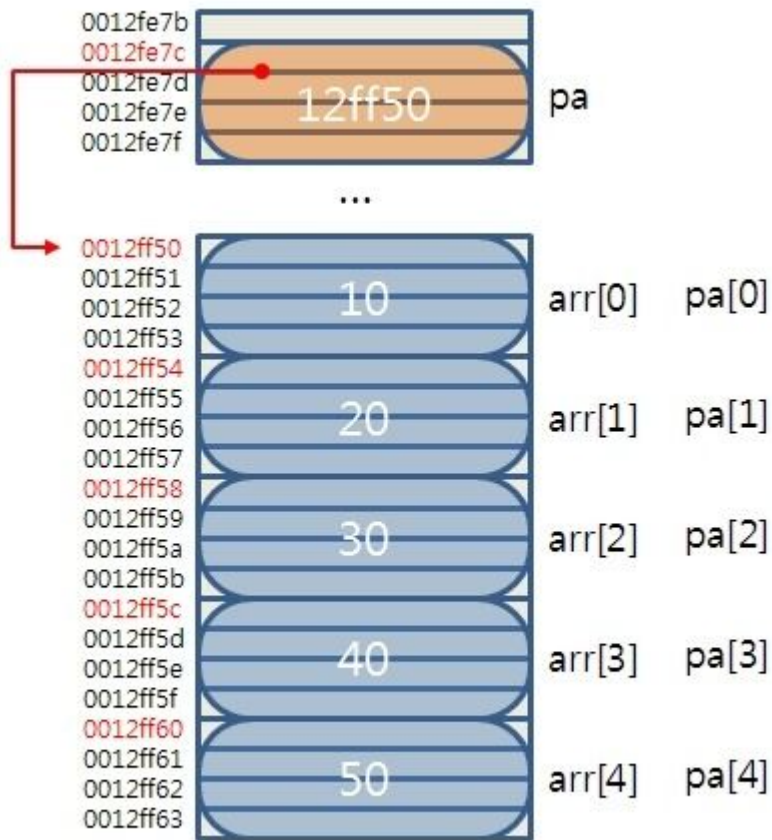 0012fe7b
0012fe7c
0012fe7d
0012fe7e
0012fe7f
12ff50
pa
...
0012ff50
0012ff51
0012ff52
0012ff53
10
arr[0] pa[0]
0012ff54
0012ff55
0012ff56
0012ff57
20
arr[1] pa[1]
0012ff58
0012ff59
0012ff5a
0012ff5b
30
arr[2] pa[2]
0012ff5c
0012ff5d
0012ff5e
0012ff5f
40
arr[3] pa[3]
0012ff60
0012ff61
0012ff62
0012ff63
50
arr[4] pa[4]